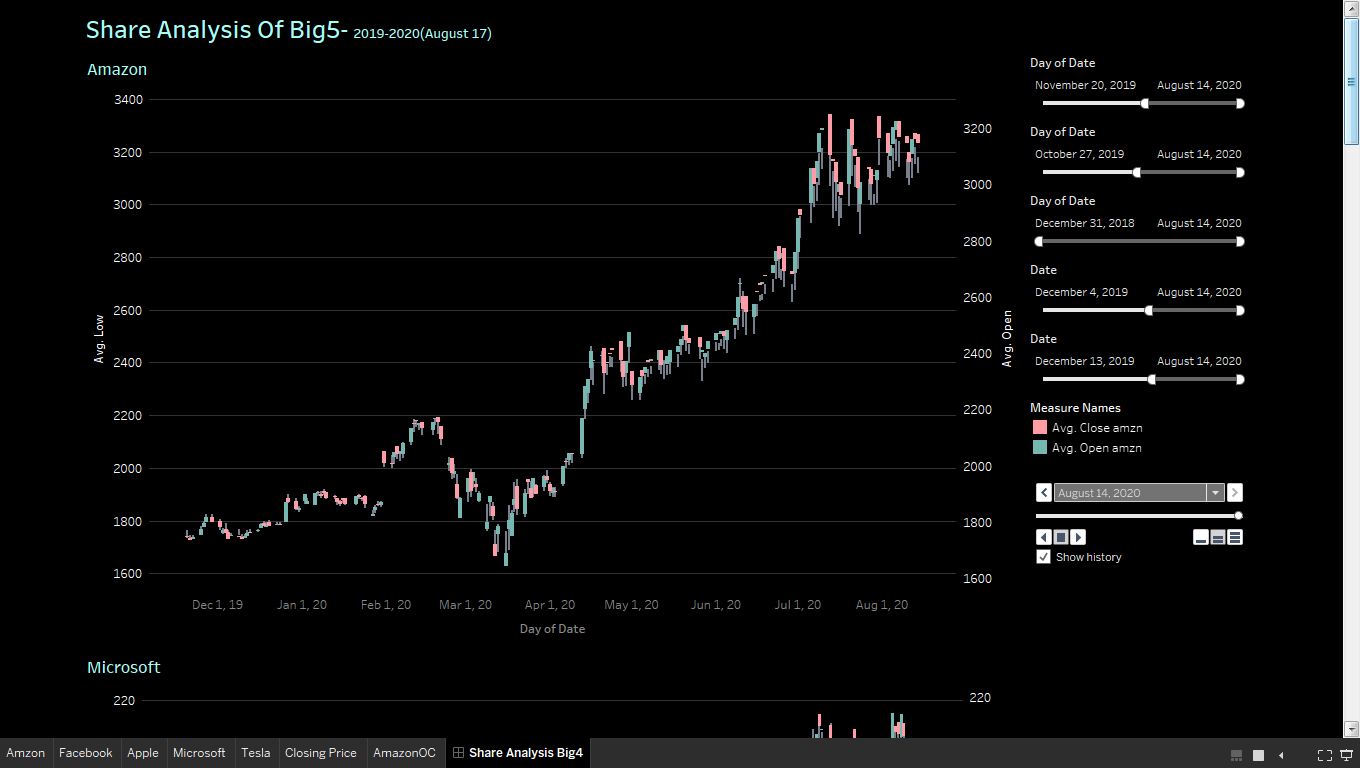 Share Analysis Of Big5- 2019-2020(August 17)
Amazon
3400
3200
3000
2800
2600
2400
2200
2000
1800
1600
Avg. Low
3200
3000
2800
2600
2400
2200
2000
1800
1600
Avg. Open
Dec 1, 19 Jan 1, 20 Feb 1, 20 Mar 1, 20 Apr 1, 20 May 1, 20 Jun 1, 20 Jul 1, 20 Aug 1, 20
Day of Date
Microsoft
220
220
Day of Date
November 20, 2019 August 14, 2020
Day of Date
October 27, 2019 August 14, 2020
Day of Date
December 31, 2018 August 14, 2020
Date
December 4, 2019 August 14, 2020
Date
December 13, 2019 August 14, 2020
Measure Names
Avg. Close amzn
Avg. Open amzn
August 14, 2020
Show history
Amzon Facebook Apple Microsoft Tesla Closing Price AmazonOC Share Analysis Big4